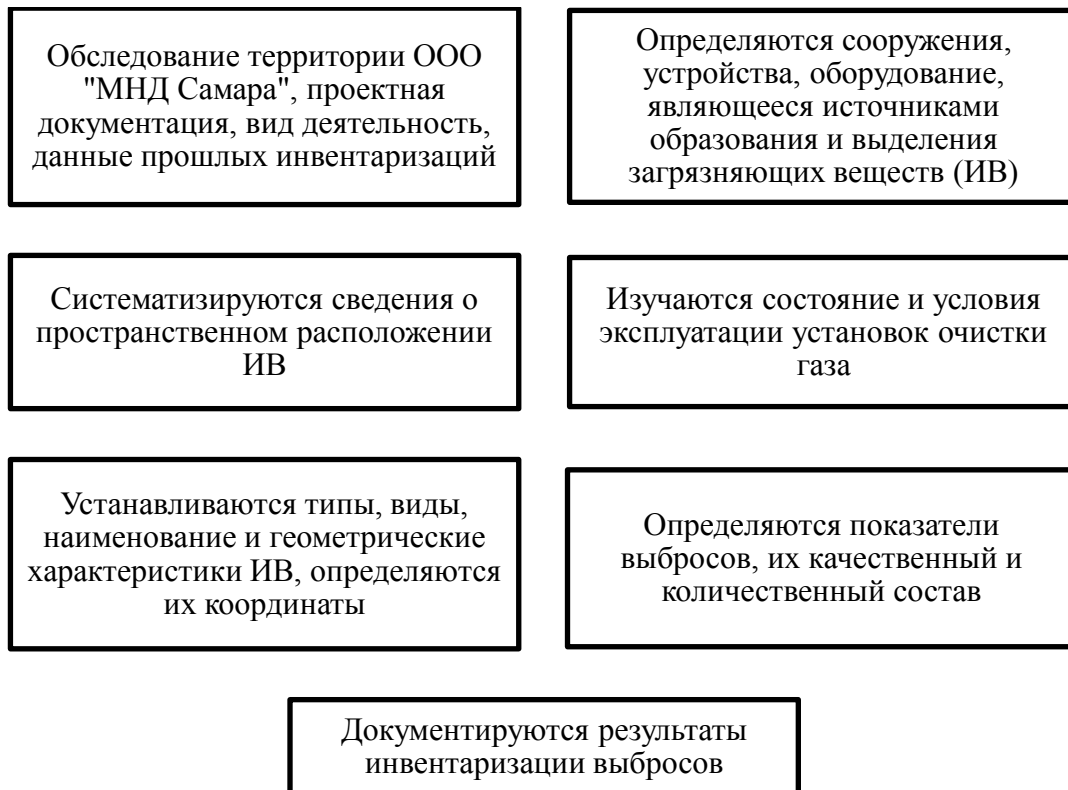 Обследование территории ООО
"МНД Самара", проектная
документация, вид деятельность,
данные прошлых инвентаризаций
Определяются сооружения,
устройства, оборудование,
являющееся источниками
образования и выделения
загрязняющих веществ (ИВ)
Систематизируются сведения о
пространственном расположении
ИВ
Изучаются состояние и условия
эксплуатации установок очистки
газа
Устанавливаются типы, виды,
наименование и геометрические
характеристики ИВ, определяются
их координаты
Определяются показатели
выбросов, их качественный и
количественный состав
Документируются результаты
инвентаризации выбросов